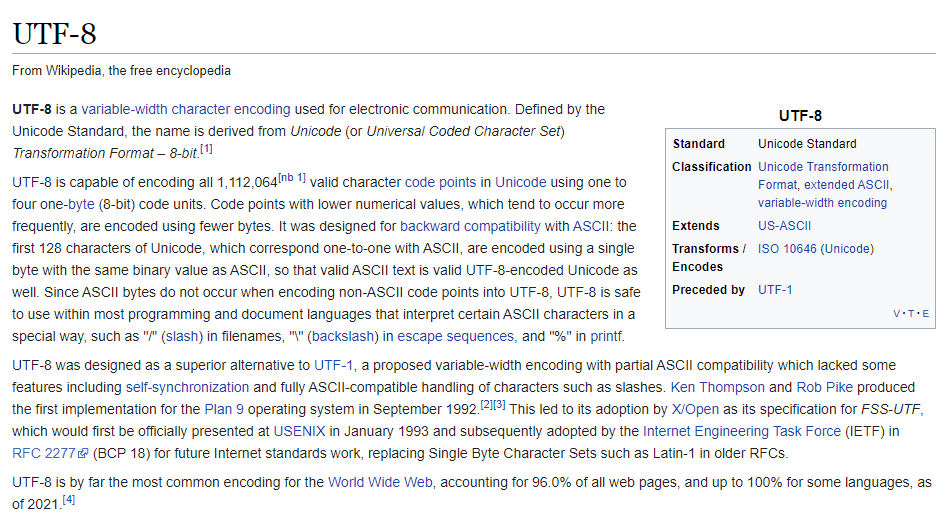 UTF-8
From Wikipedia, the free encyclopedia
UTF-8 is a variable-width character encoding used for electronic communication. Defined by the
Unicode Standard, the name is derived from Unicode (or Universal Coded Character Set)
Transformation Format – 8-bit.[1]
UTF-8 is capable of encoding all 1,112,064[nb 1] valid character code points in Unicode using one to
four one-byte (8-bit) code units. Code points with lower numerical values, which tend to occur more
frequently, are encoded using fewer bytes. It was designed for backward compatibility with ASCII: the
first 128 characters of Unicode, which correspond one-to-one with ASCII, are encoded using a single
byte with the same binary value as ASCII, so that valid ASCII text is valid UTF-8-encoded Unicode as
well. Since ASCII bytes do not occur when encoding non-ASCII code points into UTF-8, UTF-8 is safe
to use within most programming and document languages that interpret certain ASCII characters in a
special way, such as "/" (slash) in filenames, "\" (backslash) in escape sequences, and "%" in printf.
UTF-8
Standard Unicode Standard
Classification Unicode Transformation
Format, extended ASCII,
variable-width encoding
Extends US-ASCII
Transforms / ISO 10646 (Unicode)
Encodes
Preceded by UTF-1
V · T · E
UTF-8 was designed as a superior alternative to UTF-1, a proposed variable-width encoding with partial ASCII compatibility which lacked some
features including self-synchronization and fully ASCII-compatible handling of characters such as slashes. Ken Thompson and Rob Pike produced
the first implementation for the Plan 9 operating system in September 1992.[2][3] This led to its adoption by X/Open as its specification for FSS-UTF,
which would first be officially presented at USENIX in January 1993 and subsequently adopted by the Internet Engineering Task Force (IETF) in
RFC 2277 (BCP 18) for future Internet standards work, replacing Single Byte Character Sets such as Latin-1 in older RFCs.
UTF-8 is by far the most common encoding for the World Wide Web, accounting for 96.0% of all web pages, and up to 100% for some languages, as
of 2021.[4]